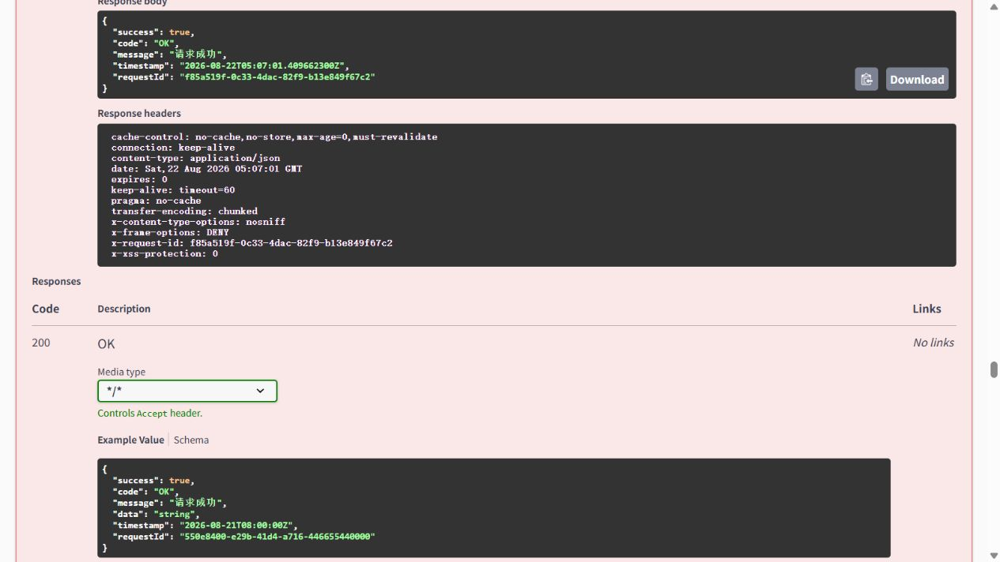 Response body
{
  "success": true,
  "code": "OK",
  "message": "请求成功",
  "timestamp": "2026-08-22T05:07:01.409662300Z",
  "requestId": "f85a519f-0c33-4dac-82f9-b13e849f67c2"
}
Download
Response headers
cache-control: no-cache,no-store,max-age=0,must-revalidate
connection: keep-alive
content-type: application/json
date: Sat,22 Aug 2026 05:07:01 GMT
expires: 0
keep-alive: timeout=60
pragma: no-cache
transfer-encoding: chunked
x-content-type-options: nosniff
x-frame-options: DENY
x-request-id: f85a519f-0c33-4dac-82f9-b13e849f67c2
x-xss-protection: 0
Responses
Code Description Links
200 OK No links
Media type
*/*
Controls Accept header.
Example Value Schema
{
  "success": true,
  "code": "OK",
  "message": "请求成功",
  "data": "string",
  "timestamp": "2026-08-21T08:00:00Z",
  "requestId": "550e8400-e29b-41d4-a716-446655440000"
}